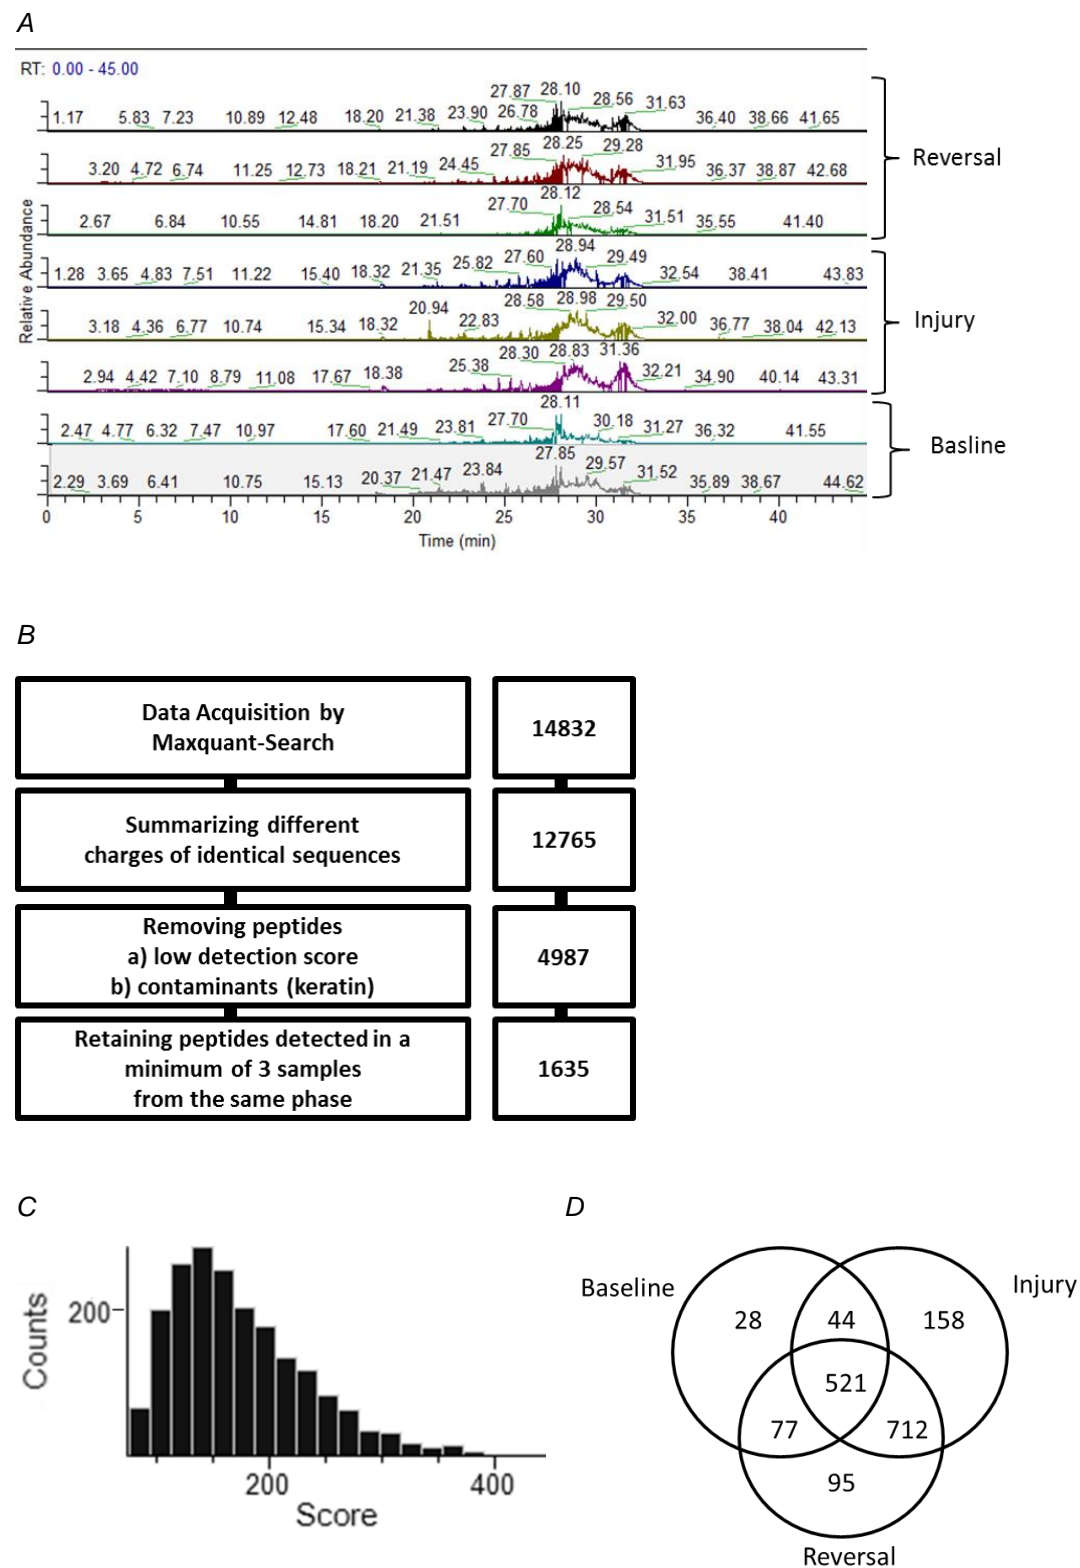 A
RT: 0.00 - 45.00
27.87 28.10
28.56 31.63
1.17 5.83 7.23 10.89 12.48 18.20 21.38 23.90 26.78 36.40 38.66 41.65
27.85 28.25 29.28
3.20 4.72 6.74 11.25 12.73 18.21 21.19 24.45 31.95 36.37 38.87 42.68
Reversal
28.12
27.70 28.54
2.67 6.84 10.55 14.81 18.20 21.51 31.51 35.55 41.40
28.94
27.60 29.49
1.28 3.65 4.83 7.51 11.22 15.40 18.32 21.35 25.82 32.54 38.41 43.83
20.94 28.58 28.98 29.50
3.18 4.36 6.77 10.74 15.34 18.32 22.83 32.00 36.77 38.04 42.13
Injury
28.30 28.83 31.36
2.94 4.42 7.10 8.79 11.08 17.67 18.38 25.38 32.21 34.90 40.14 43.31
28.11
27.70 30.18
2.47 4.77 6.32 7.47 10.97 17.60 21.49 23.81 31.27 36.32 41.55
Basline
27.85
29.57
2.29 3.69 6.41 10.75 15.13 20.37 21.47 23.84 31.52 35.89 38.67 44.62
Relative Abundance
0 5 10 15 20 25 30 35 40
Time (min)
B
Data Acquisition by
Maxquant-Search
14832
Summarizing different
charges of identical sequences
12765
Removing peptides
a) low detection score
b) contaminants (keratin)
4987
Retaining peptides detected in a
minimum of 3 samples
from the same phase
1635
C
Counts
200
200 400
Score
D
Baseline
Injury
28 44 158
521
77 712
95
Reversal